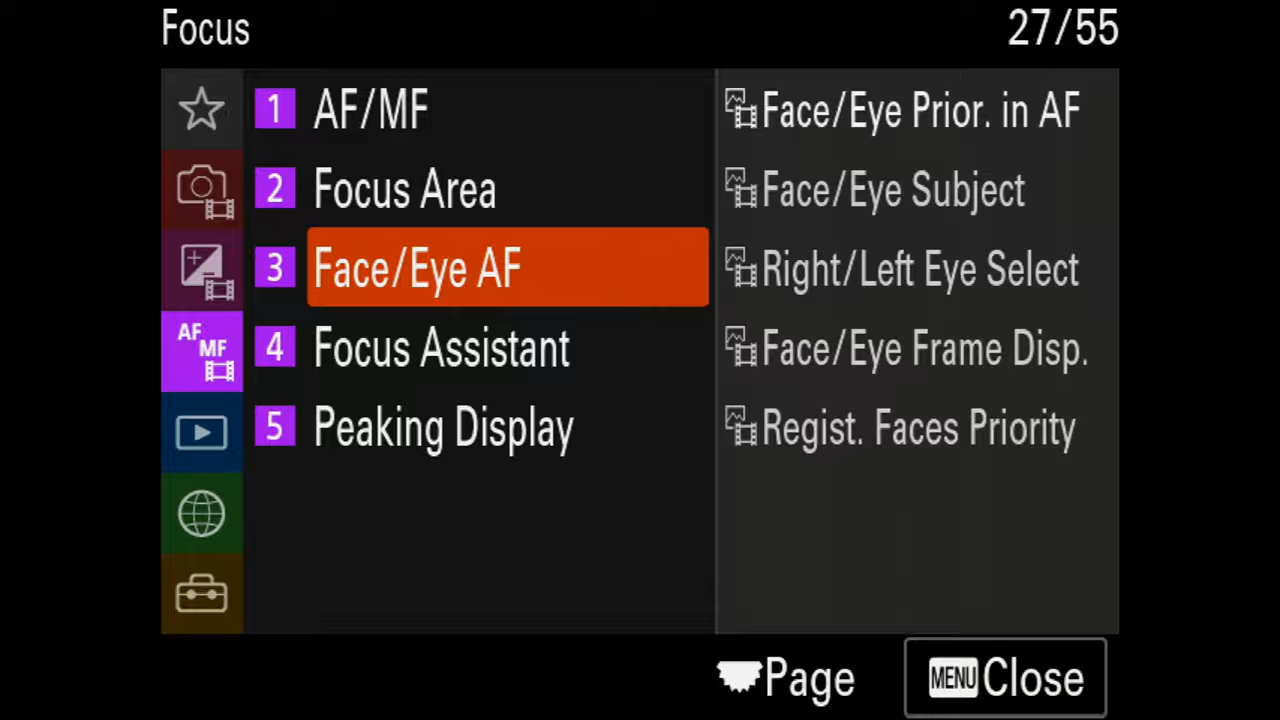 Focus 27/55
1 AF/MF
2 Focus Area
3 Face/Eye AF
4 Focus Assistant
5 Peaking Display
AF
MF
Face/Eye Prior. in AF
Face/Eye Subject
Right/Left Eye Select
Face/Eye Frame Disp.
Regist. Faces Priority
Page MENU Close